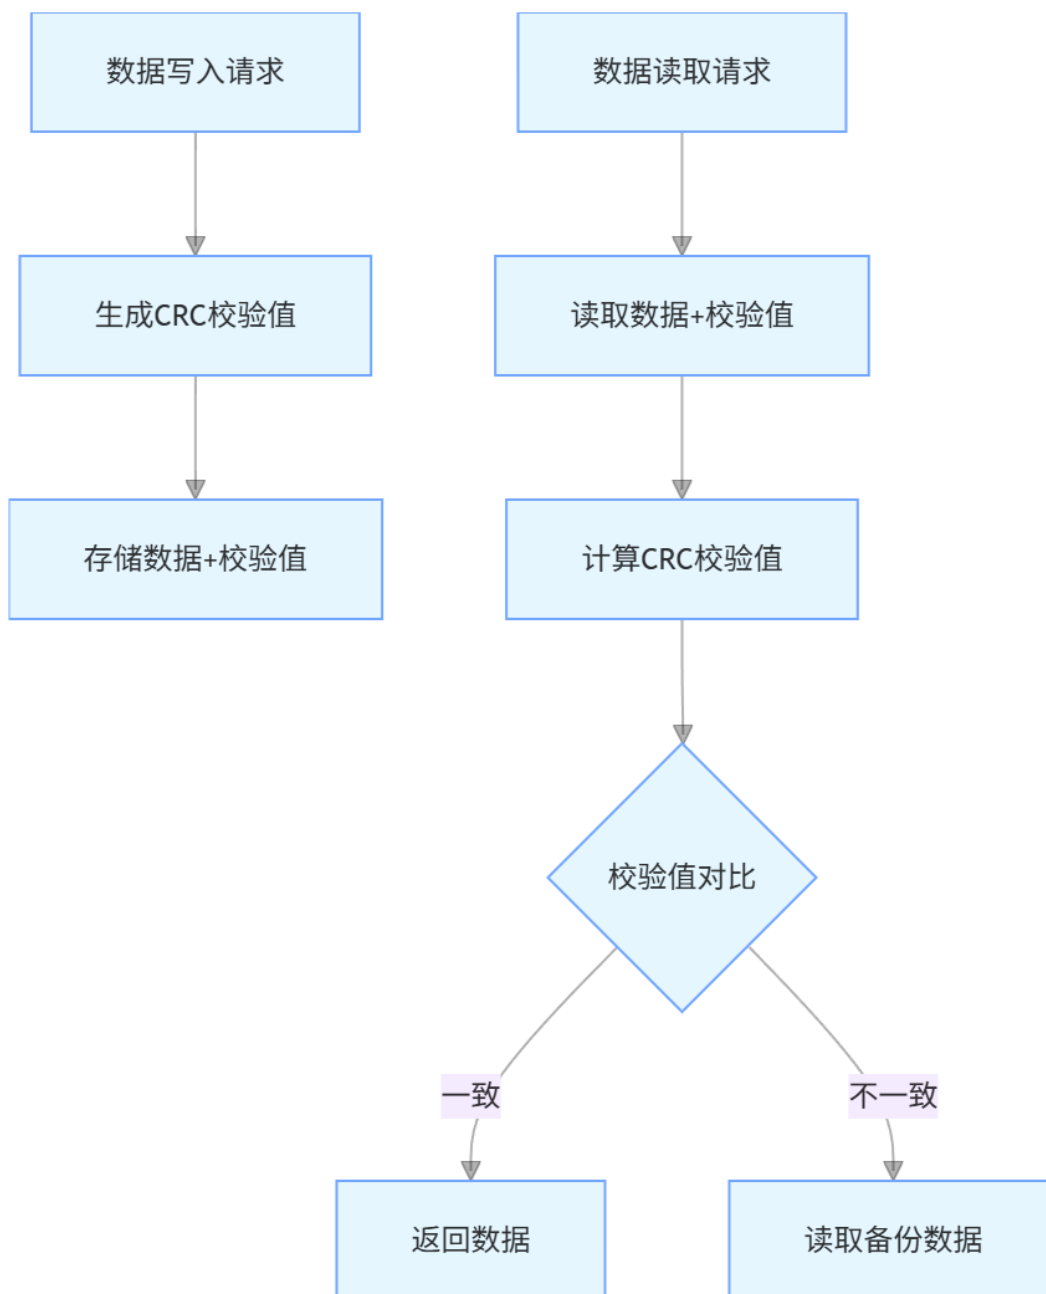 数据写入请求
数据读取请求
生成CRC校验值
读取数据+校验值
存储数据+校验值
计算CRC校验值
校验值对比
一致
不一致
返回数据
读取备份数据